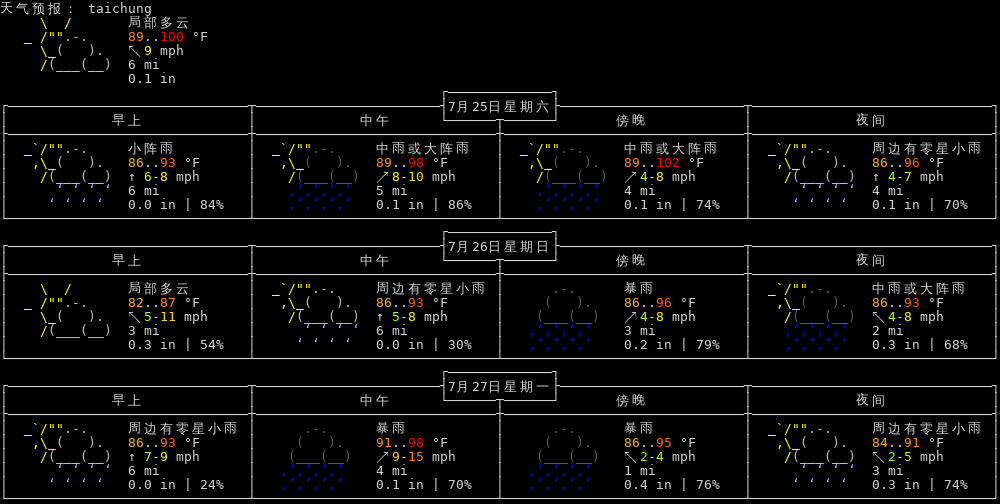 天气预报： taichung
局部多云
89..100 °F
↖9 mph
6 mi
0.1 in
7月25日星期六
早上 中午 傍晚 夜间
小阵雨 中雨或大阵雨 中雨或大阵雨 周边有零星小雨
86..93 °F 89..98 °F 89..102 °F 86..96 °F
↑ 6-8 mph ↗8-10 mph ↗4-8 mph ↑ 4-7 mph
6 mi 5 mi 4 mi 4 mi
0.0 in | 84% 0.1 in | 86% 0.1 in | 74% 0.1 in | 70%
7月26日星期日
早上 中午 傍晚 夜间
局部多云 周边有零星小雨 暴雨 中雨或大阵雨
82..87 °F 86..93 °F 86..96 °F 86..93 °F
↖5-11 mph ↑ 5-8 mph ↗4-8 mph ↖4-8 mph
3 mi 6 mi 3 mi 2 mi
0.3 in | 54% 0.0 in | 30% 0.2 in | 79% 0.3 in | 68%
7月27日星期一
早上 中午 傍晚 夜间
周边有零星小雨 暴雨 暴雨 周边有零星小雨
86..93 °F 91..98 °F 86..95 °F 84..91 °F
↑ 7-9 mph ↗9-15 mph ↖2-4 mph ↖2-5 mph
6 mi 4 mi 1 mi 3 mi
0.0 in | 24% 0.1 in | 70% 0.4 in | 76% 0.3 in | 74%